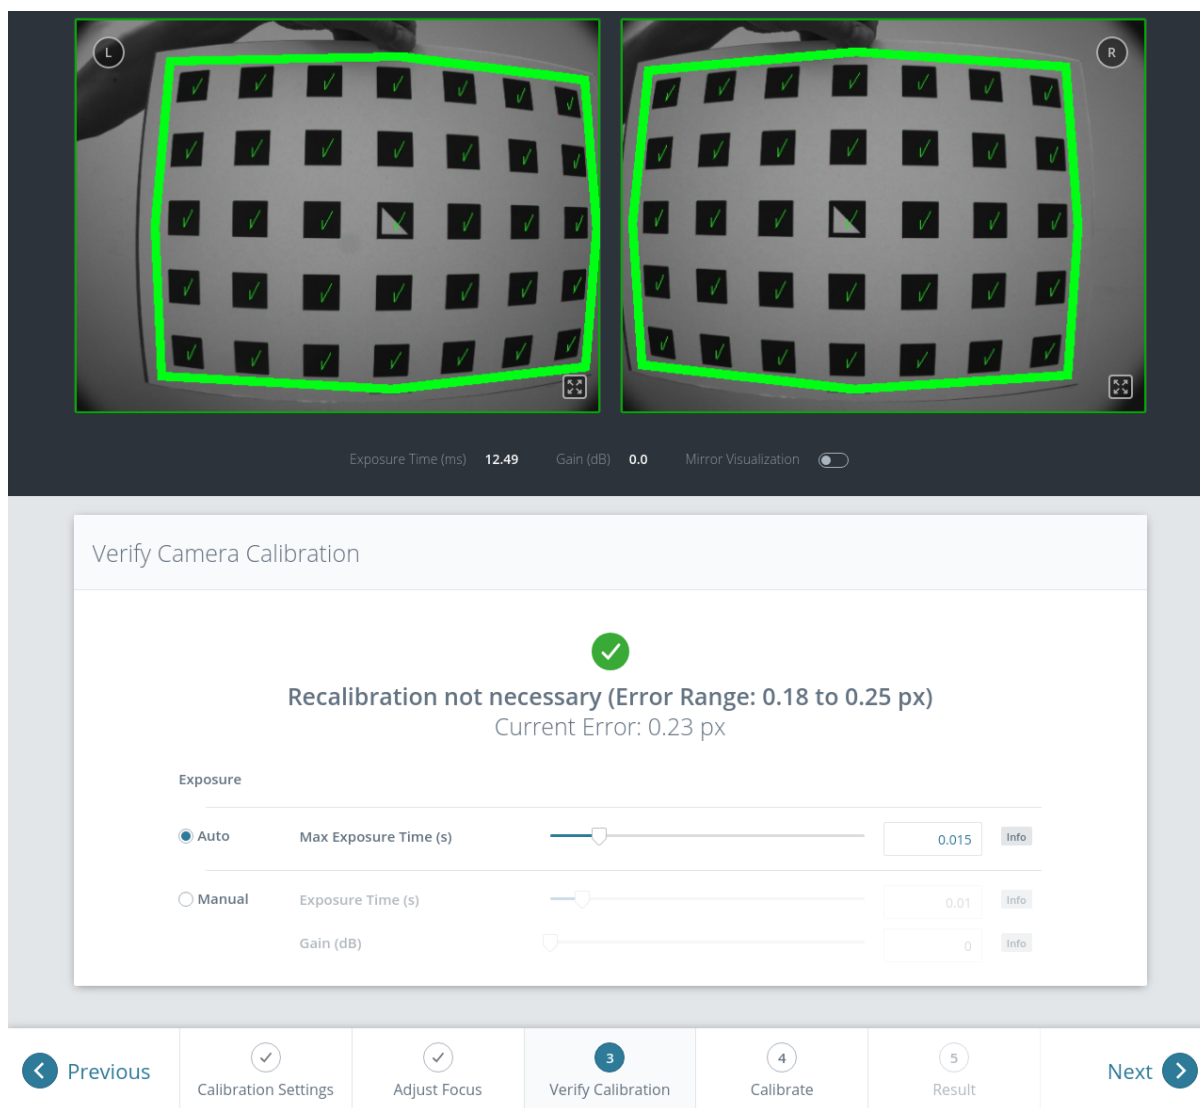 L
R
Exposure Time (ms) 12.49 Gain (dB) 0.0 Mirror Visualization
Verify Camera Calibration
Recalibration not necessary (Error Range: 0.18 to 0.25 px)
Current Error: 0.23 px
Exposure
Auto Max Exposure Time (s) 0.015 Info
Manual Exposure Time (s) 0.01 Info
Gain (dB) 0 Info
Previous
3 4 5
Calibration Settings Adjust Focus Verify Calibration Calibrate Result
Next